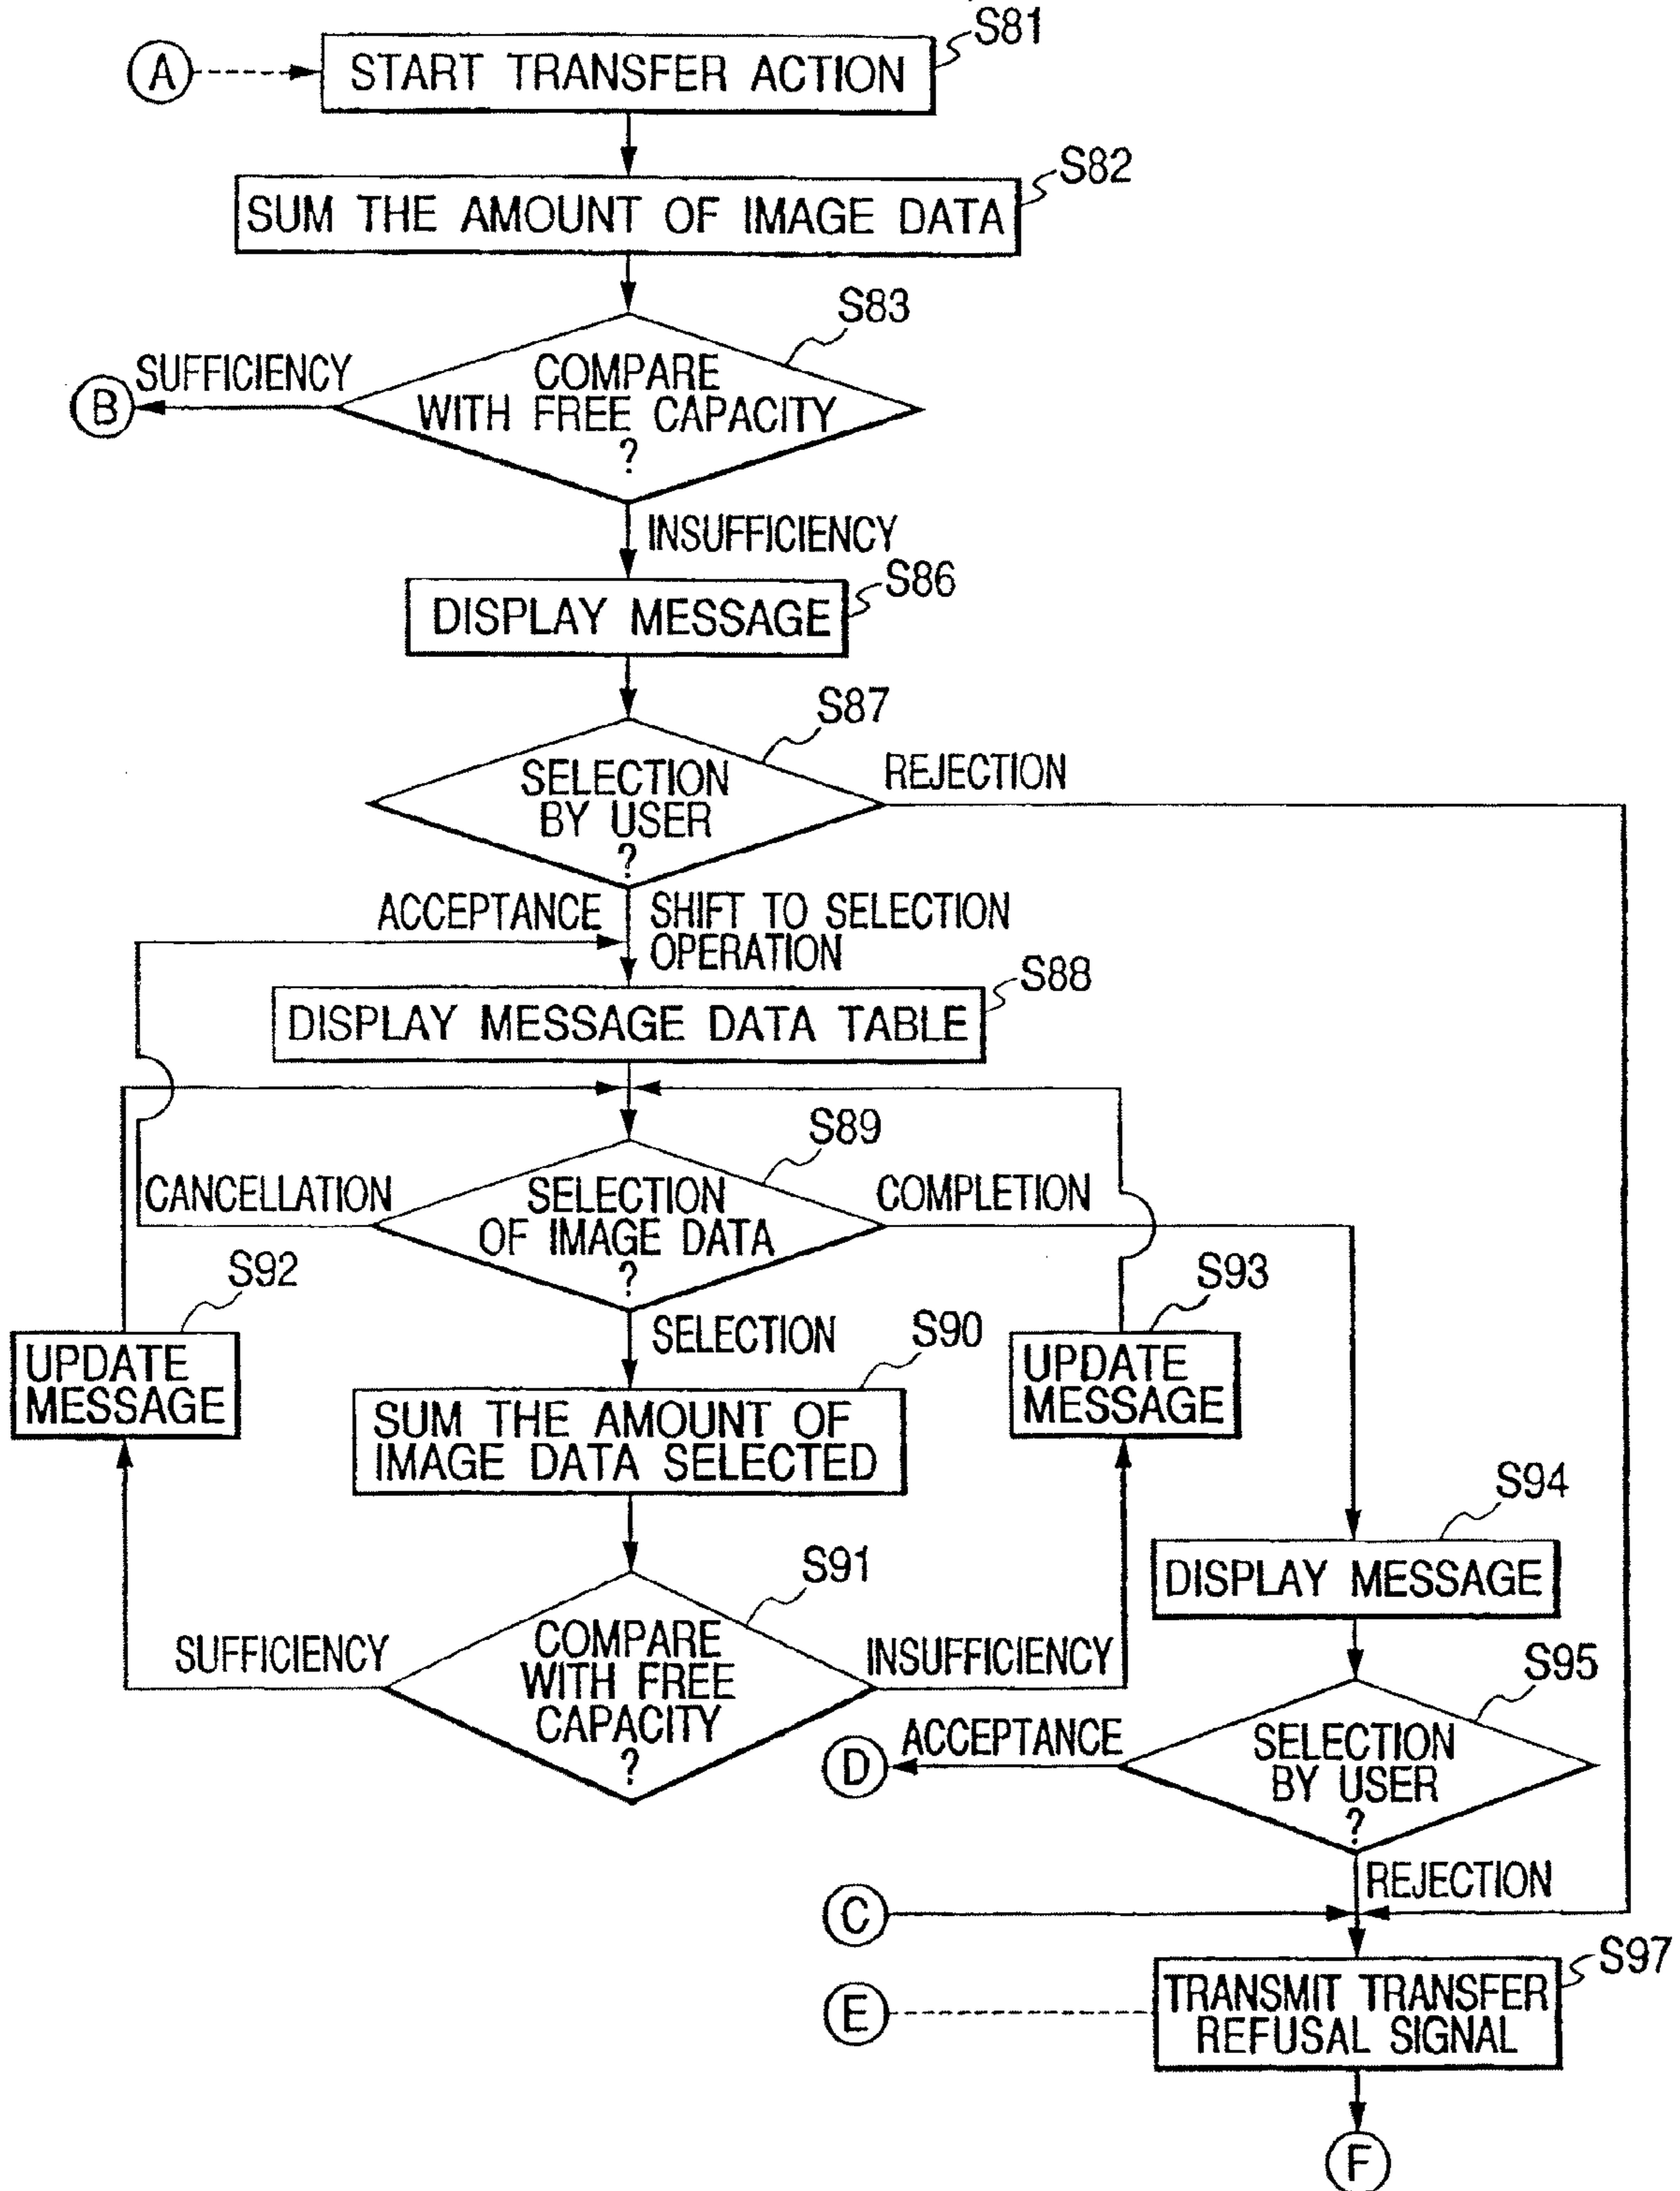 S81
A
START TRANSFER ACTION
S82
SUM THE AMOUNT OF IMAGE DATA
S83
SUFFICIENCY
B
COMPARE
WITH FREE CAPACITY
?
INSUFFICIENCY
S86
DISPLAY MESSAGE
S87
SELECTION
BY USER
?
REJECTION
ACCEPTANCE
SHIFT TO SELECTION
OPERATION
S88
DISPLAY MESSAGE DATA TABLE
S89
CANCELLATION
SELECTION
OF IMAGE DATA
?
COMPLETION
S92
UPDATE
MESSAGE
SELECTION
S90
SUM THE AMOUNT OF
IMAGE DATA SELECTED
S93
UPDATE
MESSAGE
S91
SUFFICIENCY
COMPARE
WITH FREE
CAPACITY
?
INSUFFICIENCY
S94
DISPLAY MESSAGE
S95
D
ACCEPTANCE
SELECTION
BY USER
?
REJECTION
C
S97
E
TRANSMIT TRANSFER
REFUSAL SIGNAL
F